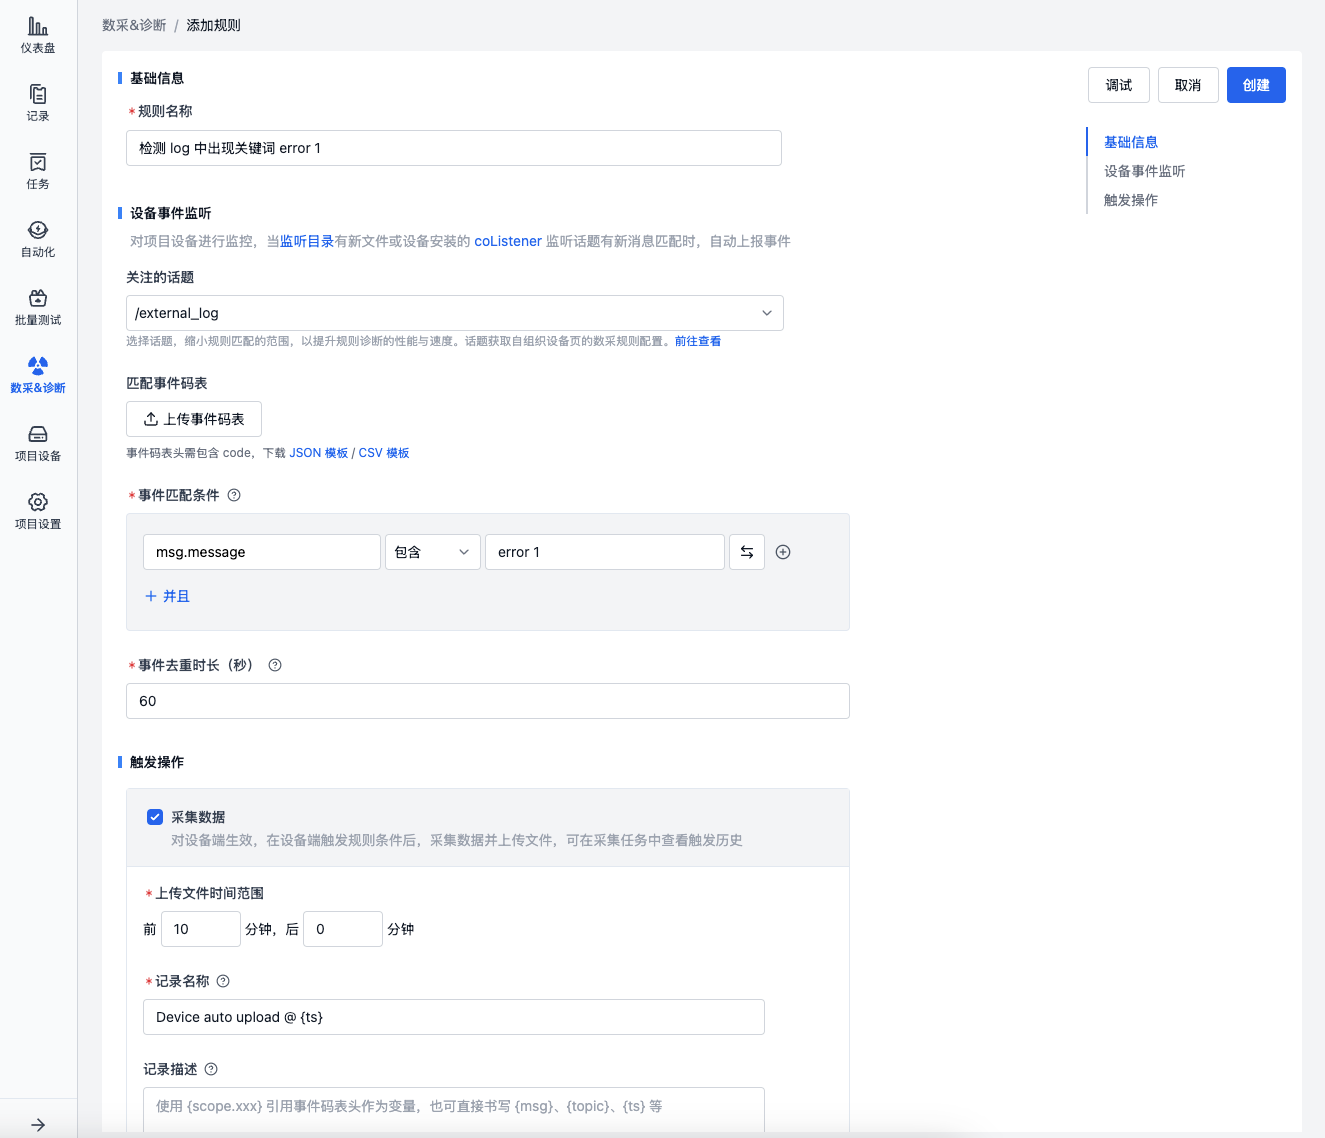 仪表盘
记录
任务
自动化
批量测试
数采&诊断
项目设备
项目设置
数采&诊断 / 添加规则
调试
取消
创建
基础信息
设备事件监听
触发操作
基础信息
* 规则名称
检测 log 中出现关键词 error 1
设备事件监听
对项目设备进行监控，当监听目录有新文件或设备安装的 coListener 监听话题有新消息匹配时，自动上报事件
关注的话题
/external_log
选择话题，缩小规则匹配的范围，以提升规则诊断的性能与速度。话题获取自组织设备页的数采规则配置。前往查看
匹配事件码表
上传事件码表
事件码表头需包含 code，下载 JSON 模板 / CSV 模板
* 事件匹配条件
msg.message 包含 error 1
+ 并且
* 事件去重时长（秒）
60
触发操作
采集数据
对设备端生效，在设备端触发规则条件后，采集数据并上传文件，可在采集任务中查看触发历史
* 上传文件时间范围
前 10 分钟，后 0 分钟
* 记录名称
Device auto upload @ {ts}
记录描述
使用 {scope.xxx} 引用事件码表头作为变量，也可直接书写 {msg}、{topic}、{ts} 等